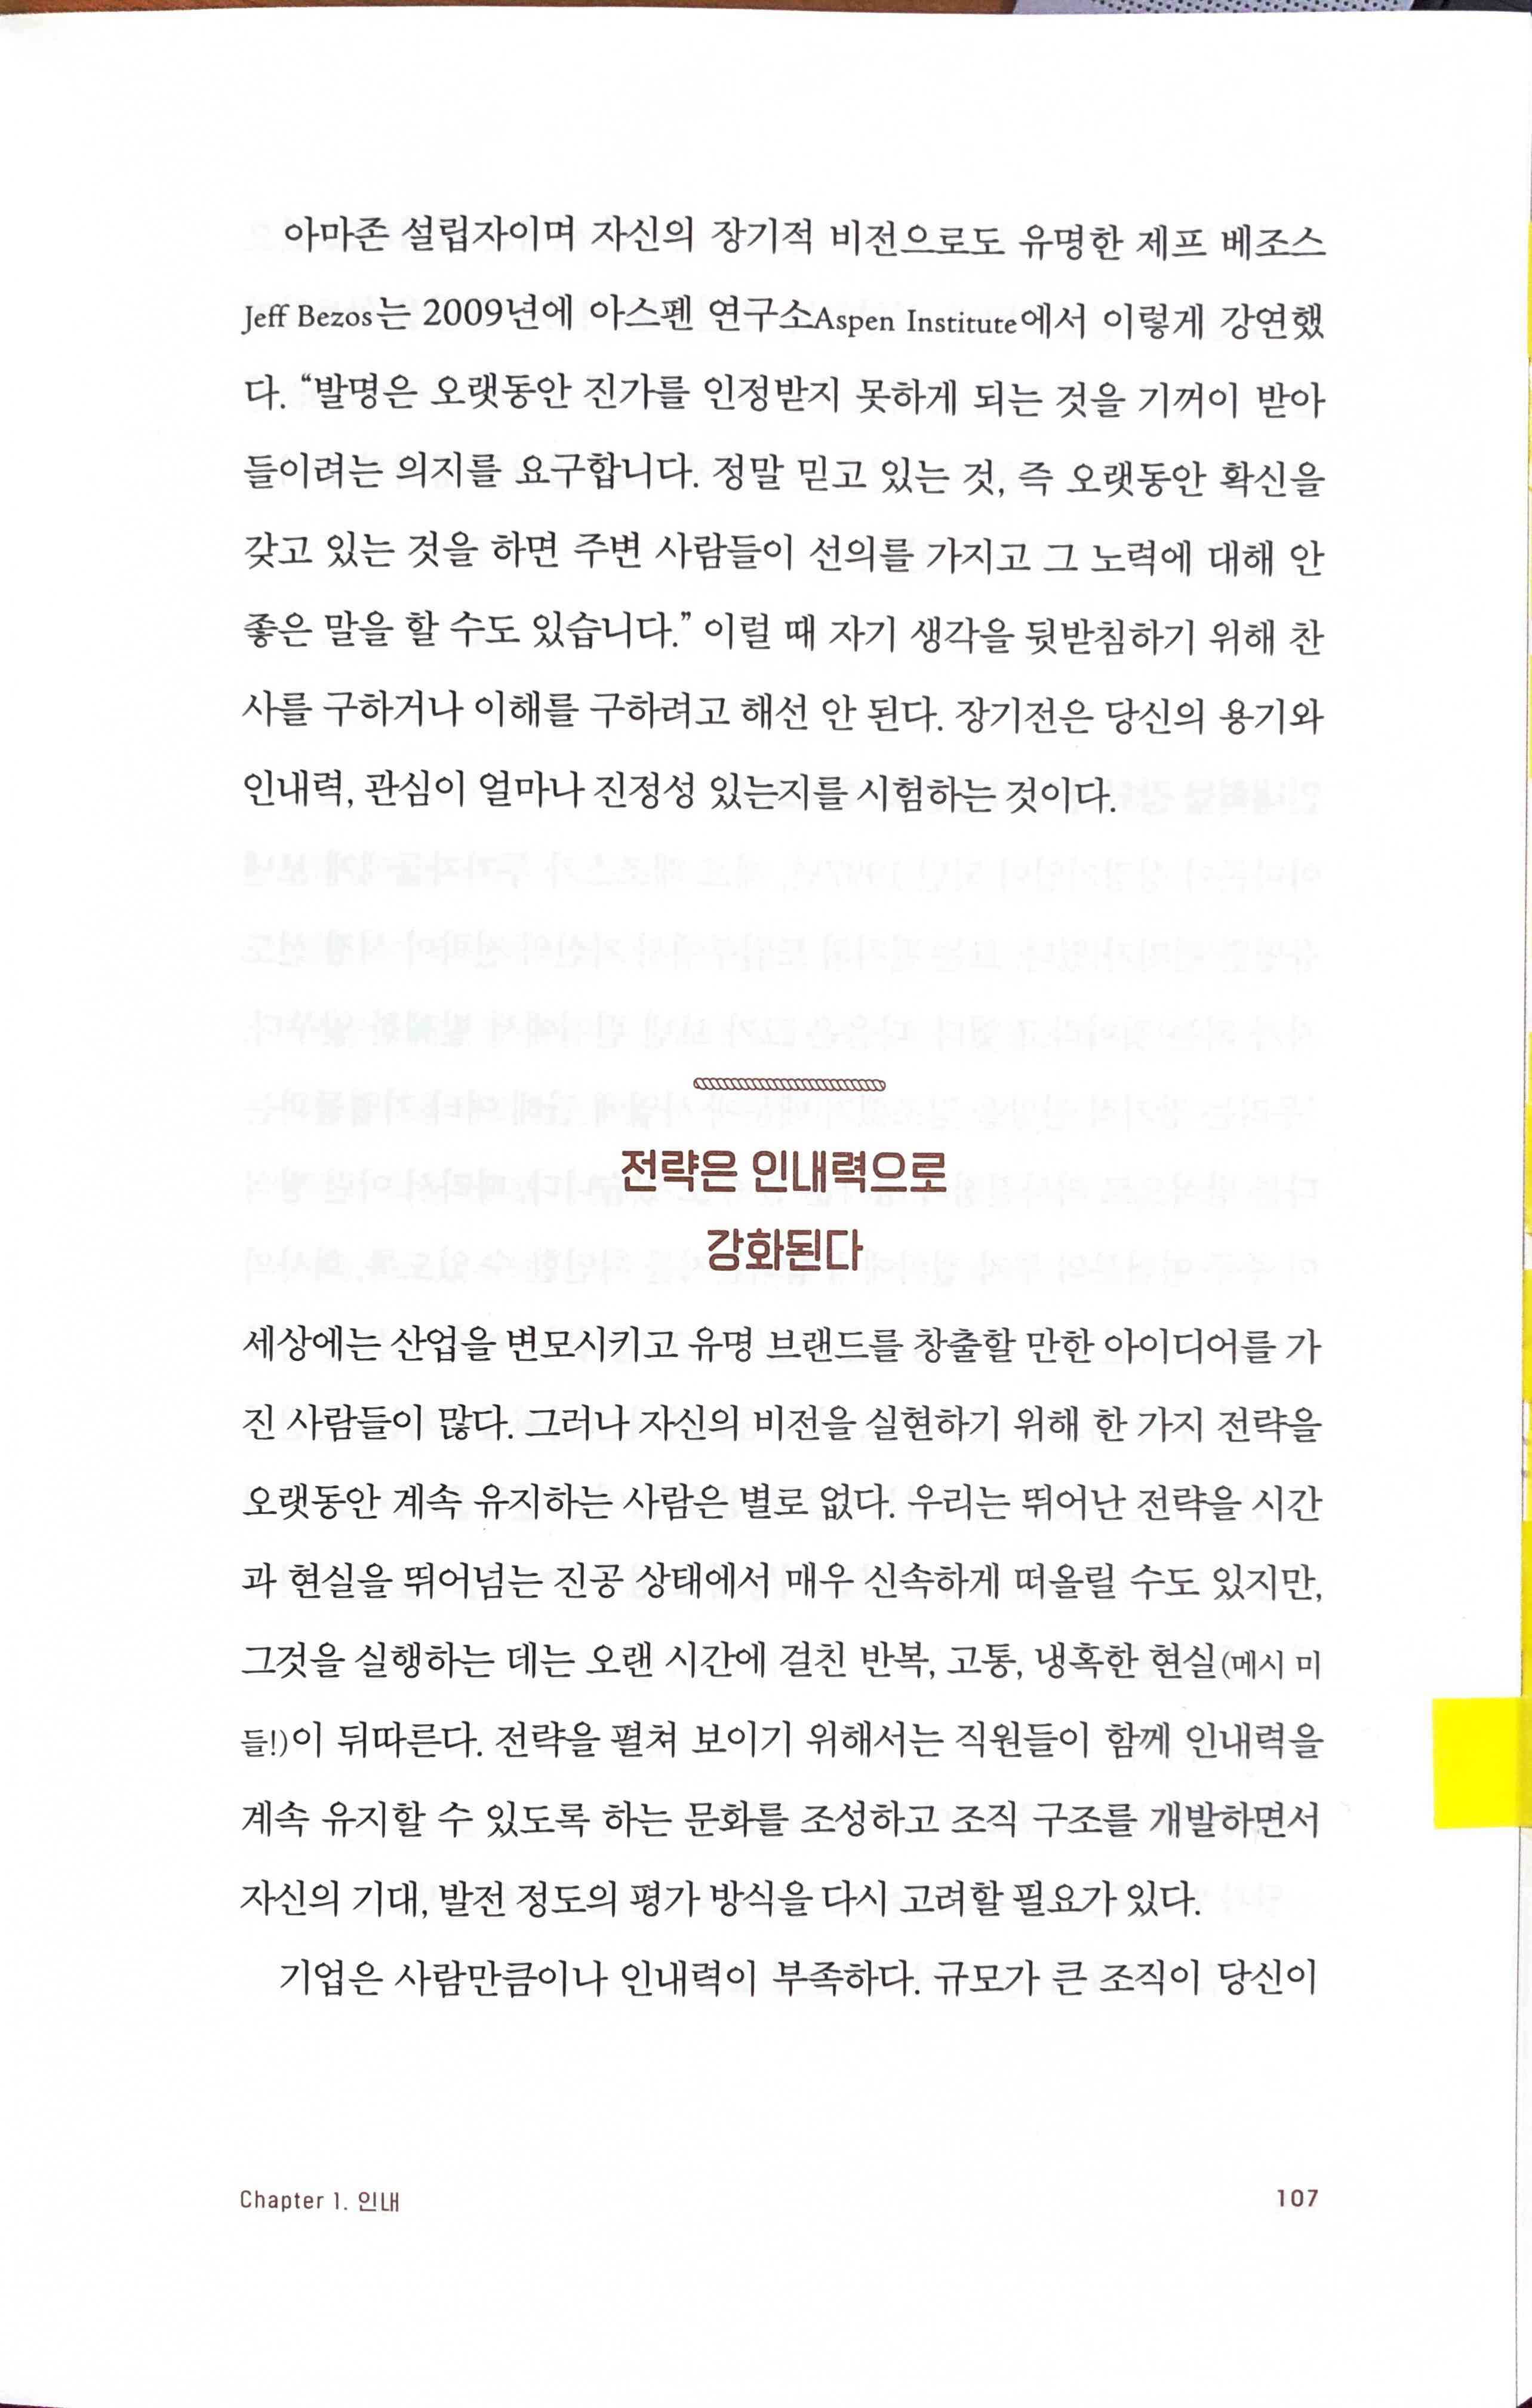 아마존 설립자이며 자신의 장기적 비전으로도 유명한 제프 베조스
Jeff Bezos는 2009년에 아스펜 연구소Aspen Institute에서 이렇게 강연했
다. “발명은 오랫동안 진가를 인정받지 못하게 되는 것을 기꺼이 받아
들이려는 의지를 요구합니다. 정말 믿고 있는 것, 즉 오랫동안 확신을
갖고 있는 것을 하면 주변 사람들이 선의를 가지고 그 노력에 대해 안
좋은 말을 할 수도 있습니다.” 이럴 때 자기 생각을 뒷받침하기 위해 찬
사를 구하거나 이해를 구하려고 해선 안 된다. 장기전은 당신의 용기와
인내력, 관심이 얼마나 진정성 있는지를 시험하는 것이다.
전략은 인내력으로
강화된다
세상에는 산업을 변모시키고 유명 브랜드를 창출할 만한 아이디어를 가
진 사람들이 많다. 그러나 자신의 비전을 실현하기 위해 한 가지 전략을
오랫동안 계속 유지하는 사람은 별로 없다. 우리는 뛰어난 전략을 시간
과 현실을 뛰어넘는 진공 상태에서 매우 신속하게 떠올릴 수도 있지만,
그것을 실행하는 데는 오랜 시간에 걸친 반복, 고통, 냉혹한 현실(메시 미
들!)이 뒤따른다. 전략을 펼쳐 보이기 위해서는 직원들이 함께 인내력을
계속 유지할 수 있도록 하는 문화를 조성하고 조직 구조를 개발하면서
자신의 기대, 발전 정도의 평가 방식을 다시 고려할 필요가 있다.
기업은 사람만큼이나 인내력이 부족하다. 규모가 큰 조직이 당신이
Chapter 1. 인내
107